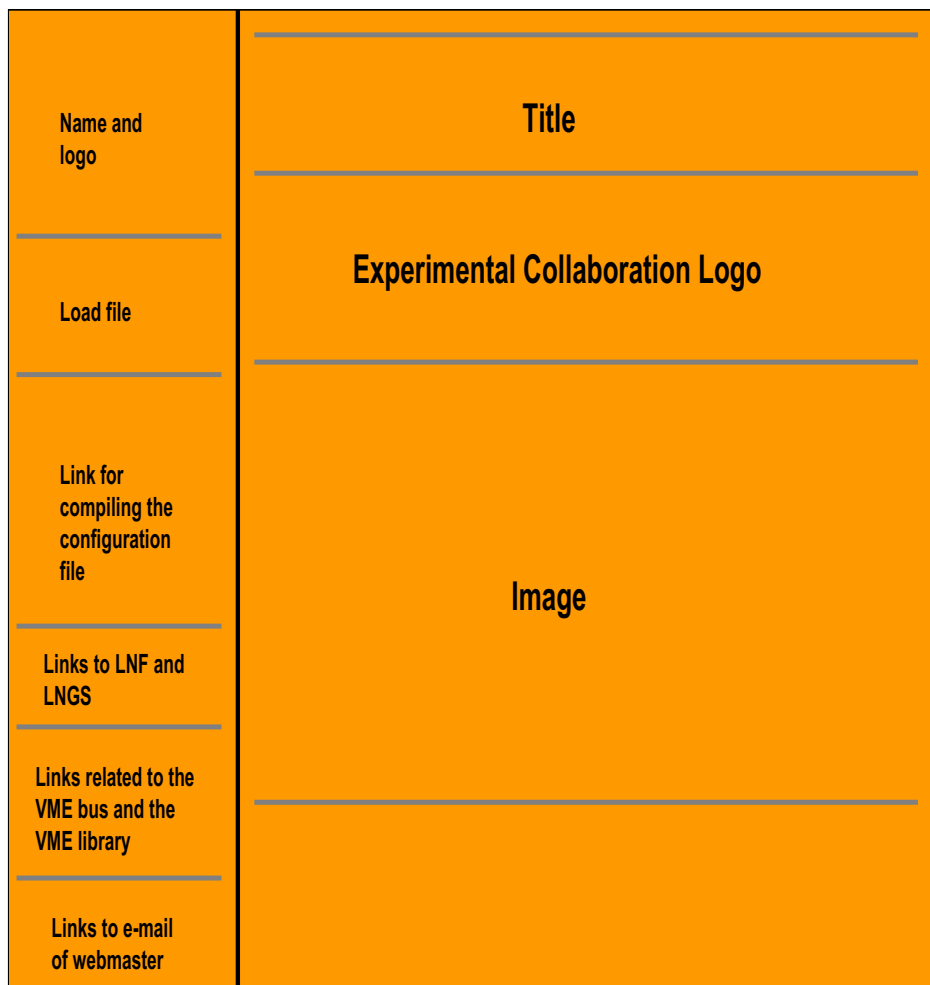 Name and
logo
Load file
Link for
compiling the
configuration
file
Links to LNF and
LNGS
Links related to the
VME bus and the
VME library
Links to e-mail
of webmaster
Title
Experimental Collaboration Logo
Image